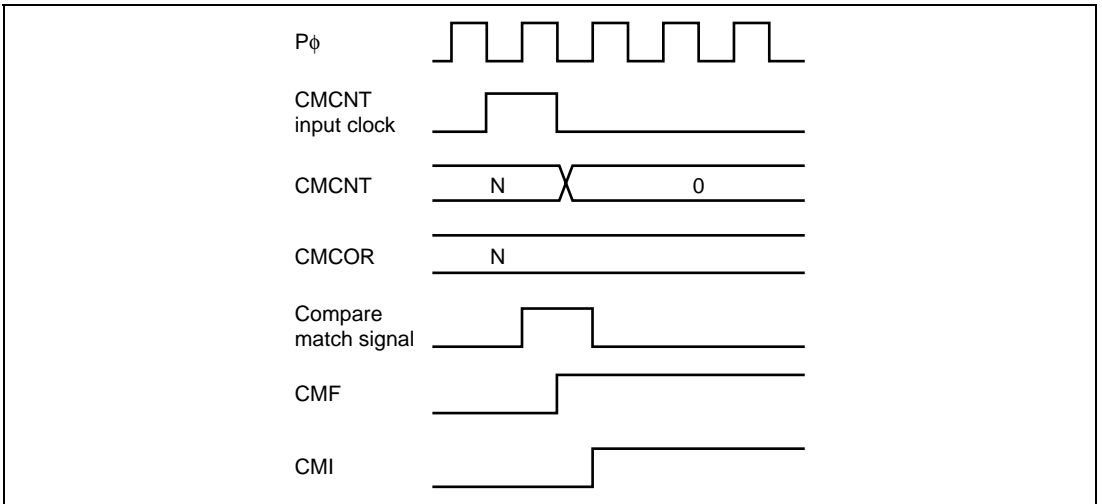 Pϕ
CMCNT
input clock
CMCNT N 0
CMCOR N
Compare
match signal
CMF
CMI